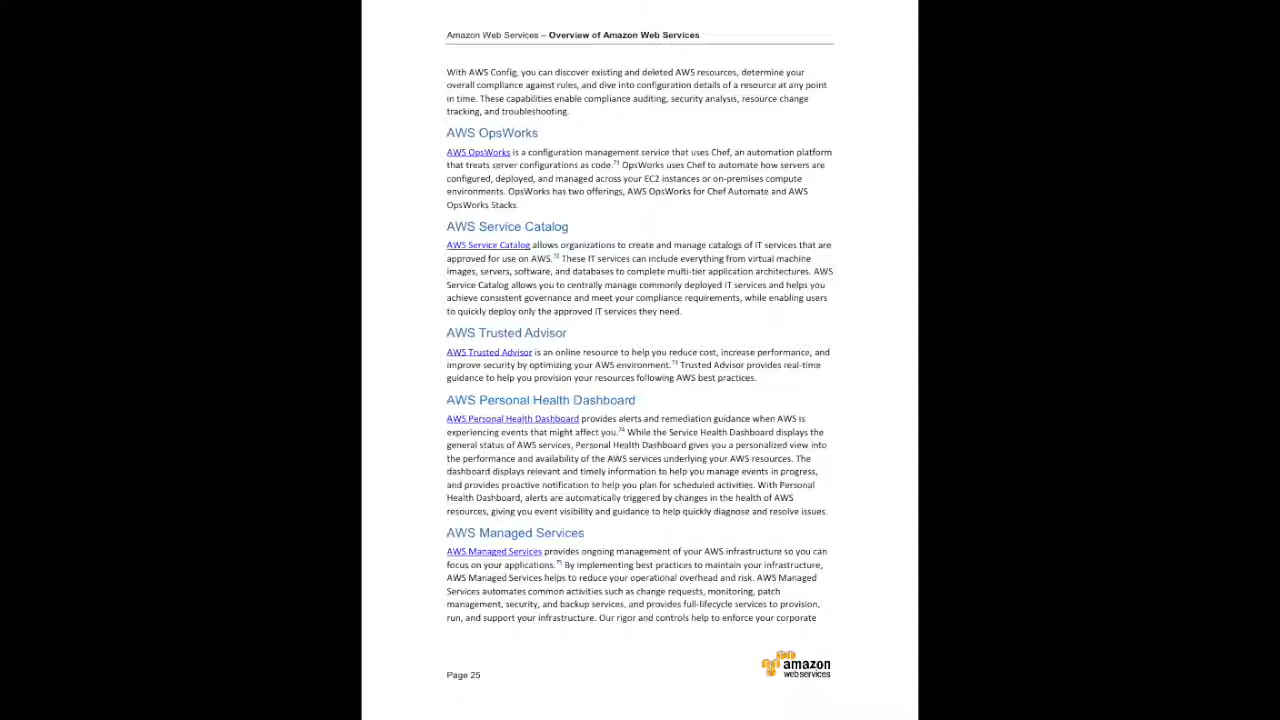 Amazon Web Services – Overview of Amazon Web Services
With AWS Config, you can discover existing and deleted AWS resources, determine your
overall compliance against rules, and dive into configuration details of a resource at any point
in time. These capabilities enable compliance auditing, security analysis, resource change
tracking, and troubleshooting.
AWS OpsWorks
AWS OpsWorks is a configuration management service that uses Chef, an automation platform
that treats server configurations as code.71 OpsWorks uses Chef to automate how servers are
configured, deployed, and managed across your EC2 instances or on-premises compute
environments. OpsWorks has two offerings, AWS OpsWorks for Chef Automate and AWS
OpsWorks Stacks.
AWS Service Catalog
AWS Service Catalog allows organizations to create and manage catalogs of IT services that are
approved for use on AWS.72 These IT services can include everything from virtual machine
images, servers, software, and databases to complete multi-tier application architectures. AWS
Service Catalog allows you to centrally manage commonly deployed IT services and helps you
achieve consistent governance and meet your compliance requirements, while enabling users
to quickly deploy only the approved IT services they need.
AWS Trusted Advisor
AWS Trusted Advisor is an online resource to help you reduce cost, increase performance, and
improve security by optimizing your AWS environment.73 Trusted Advisor provides real-time
guidance to help you provision your resources following AWS best practices.
AWS Personal Health Dashboard
AWS Personal Health Dashboard provides alerts and remediation guidance when AWS is
experiencing events that might affect you.74 While the Service Health Dashboard displays the
general status of AWS services, Personal Health Dashboard gives you a personalized view into
the performance and availability of the AWS services underlying your AWS resources. The
dashboard displays relevant and timely information to help you manage events in progress,
and provides proactive notification to help you plan for scheduled activities. With Personal
Health Dashboard, alerts are automatically triggered by changes in the health of AWS
resources, giving you event visibility and guidance to help quickly diagnose and resolve issues.
AWS Managed Services
AWS Managed Services provides ongoing management of your AWS infrastructure so you can
focus on your applications.75 By implementing best practices to maintain your infrastructure,
AWS Managed Services helps to reduce your operational overhead and risk. AWS Managed
Services automates common activities such as change requests, monitoring, patch
management, security, and backup services, and provides full-lifecycle services to provision,
run, and support your infrastructure. Our rigor and controls help to enforce your corporate
Page 25
amazon
web services